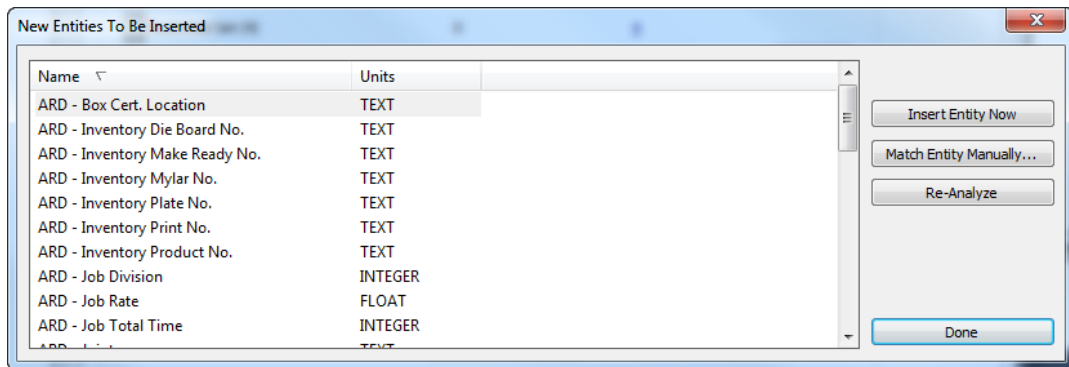 New Entities To Be Inserted
Name Units
ARD - Box Cert. Location TEXT
ARD - Inventory Die Board No. TEXT
ARD - Inventory Make Ready No. TEXT
ARD - Inventory Mylar No. TEXT
ARD - Inventory Plate No. TEXT
ARD - Inventory Print No. TEXT
ARD - Inventory Product No. TEXT
ARD - Job Division INTEGER
ARD - Job Rate FLOAT
ARD - Job Total Time INTEGER
Insert Entity Now
Match Entity Manually...
Re-Analyze
Done